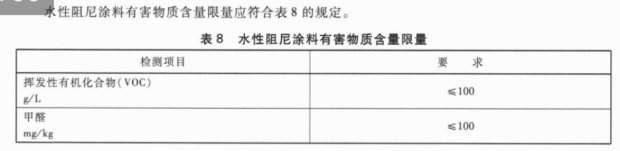 水性阻尼涂料有害物质含量限量应符合表 8 的规定。
表 8 水性阻尼涂料有害物质含量限量
检测项目 要 求
挥发性有机化合物(VOC)
g/L
≤100
甲醛
mg/kg
≤100